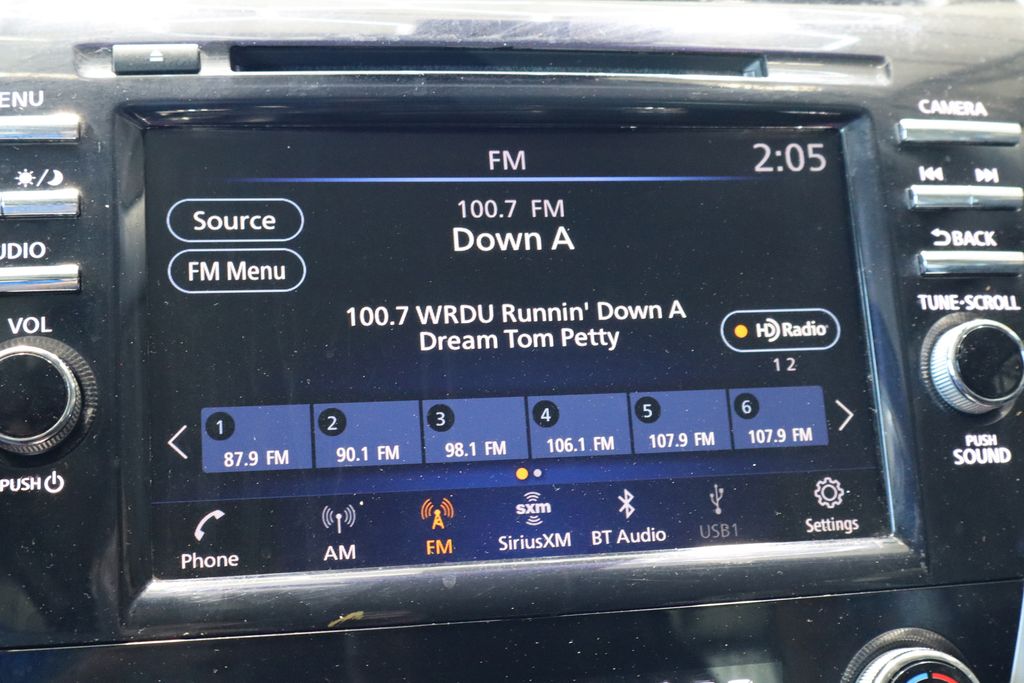 ENU
UDIO
VOL
PUSH
FM
2:05
Source
FM Menu
100.7 FM
Down A
100.7 WRDU Runnin' Down A
Dream Tom Petty
HD Radio
1 2
1
87.9 FM
2
90.1 FM
3
98.1 FM
4
106.1 FM
5
107.9 FM
6
107.9 FM
Phone
AM
FM
sxm
SiriusXM
BT Audio
USB1
Settings
CAMERA
BACK
TUNE·SCROLL
PUSH
SOUND